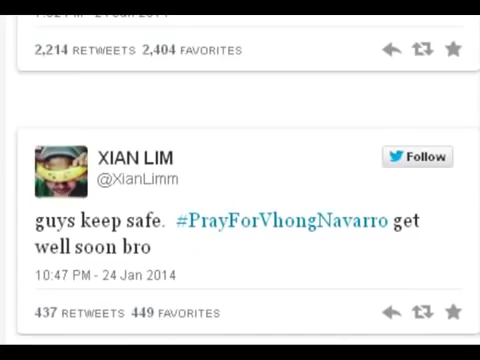 2,214 RETWEETS 2,404 FAVORITES
XIAN LIM
Follow
@XianLimm
guys keep safe. #PrayForVhongNavarro get
well soon bro
10:47 PM - 24 Jan 2014
437 RETWEETS 449 FAVORITES